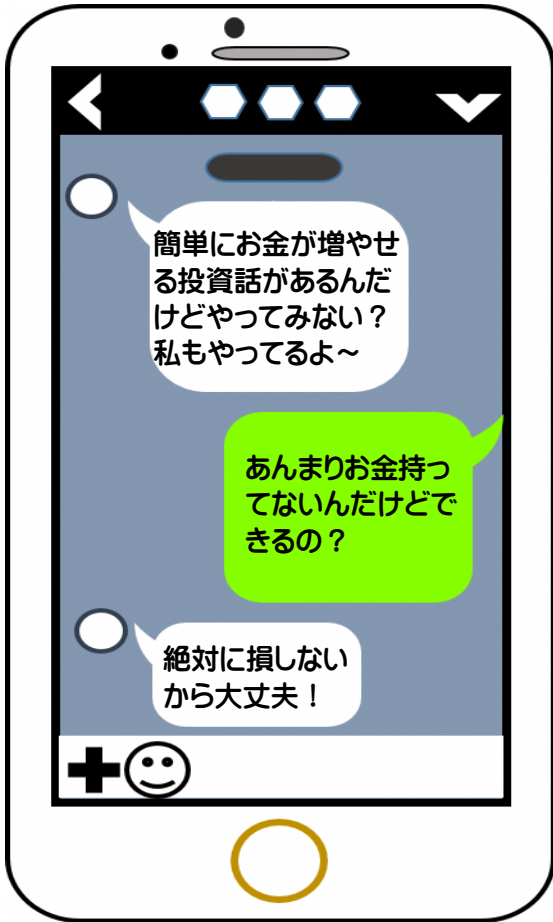 簡単にお金が増やせ
る投資話があるんだ
けどやってみない？
私もやってるよ～
あんまりお金持っ
てないんだけどで
きるの？
絶対に損しない
から大丈夫！